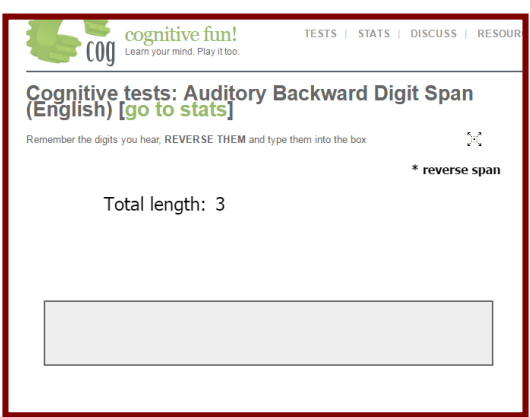 cog
cognitive fun!
Learn your mind. Play it too.
TESTS | STATS | DISCUSS | RESOUR
Cognitive tests: Auditory Backward Digit Span
(English) [go to stats]
Remember the digits you hear, REVERSE THEM and type them into the box
* reverse span
Total length: 3